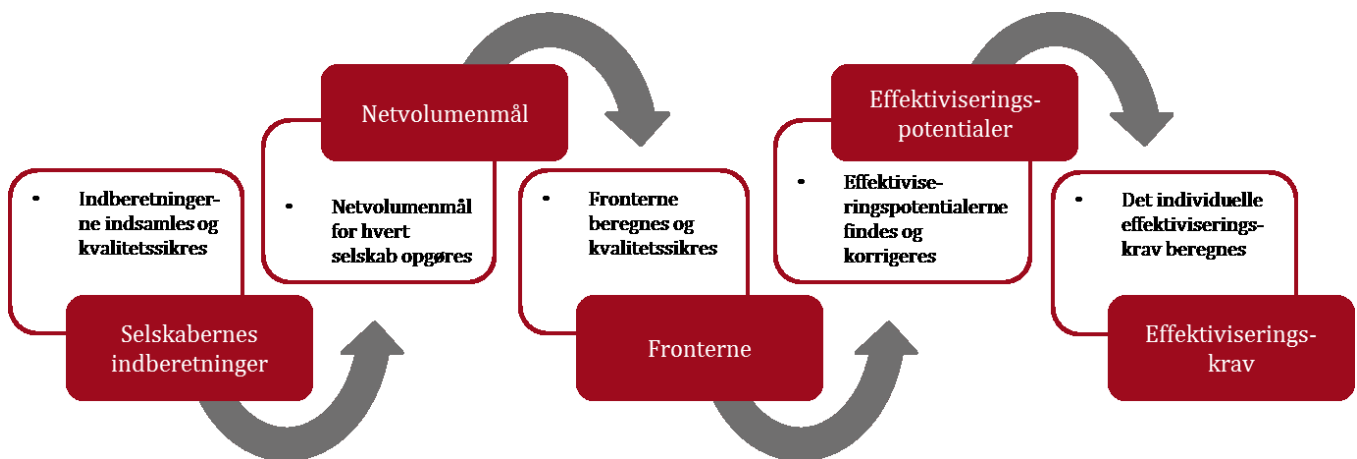 • Indberetninger-
ne indsamles og
kvalitetssikres
Selskabernes
indberetninger
Netvolumenmål
• Netvolumenmål
for hvert
selskab opgøres
• Fronterne
beregnes og
kvalitetssikres
Fronterne
Effektiviserings-
potentialer
• Effektivise-
ringspotentialerne
findes og
korrigeres
• Det individuelle
effektiviserings-
krav beregnes
Effektiviserings-
krav